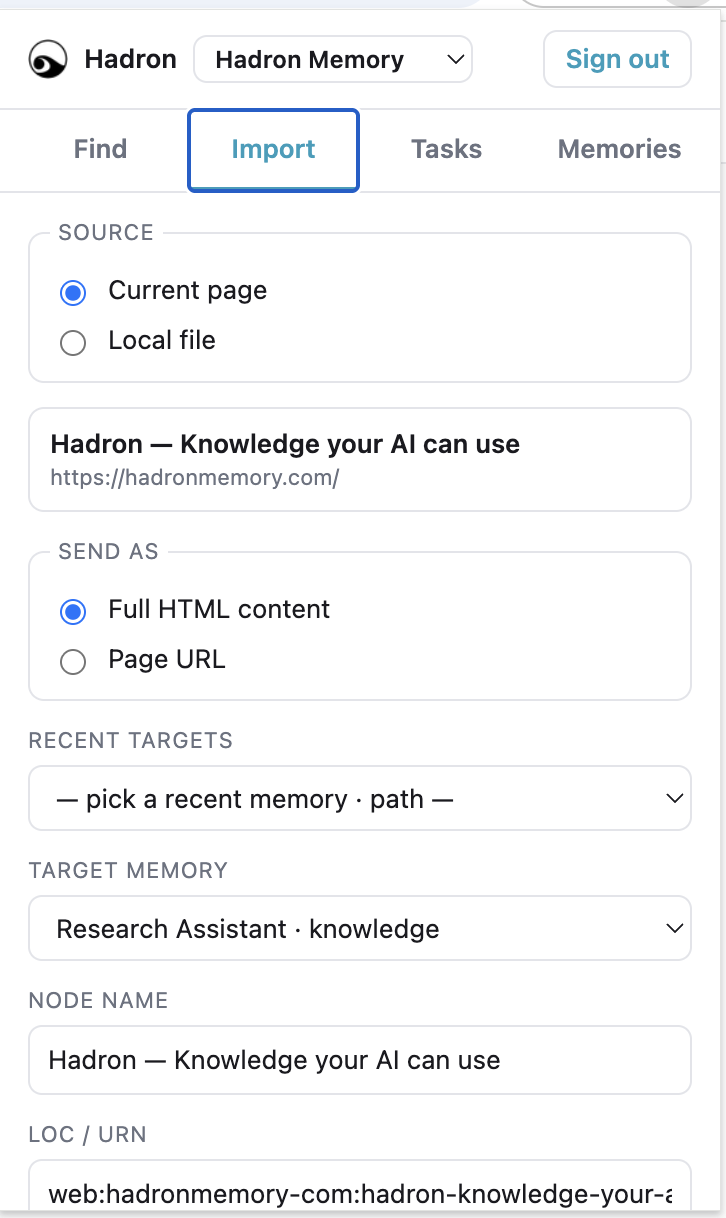 Hadron
Hadron Memory
Sign out
Find
Import
Tasks
Memories
SOURCE
Current page
Local file
Hadron — Knowledge your AI can use
https://hadronmemory.com/
SEND AS
Full HTML content
Page URL
RECENT TARGETS
— pick a recent memory · path —
TARGET MEMORY
Research Assistant · knowledge
NODE NAME
Hadron — Knowledge your AI can use
LOC / URN
web:hadronmemory-com:hadron-knowledge-your-a